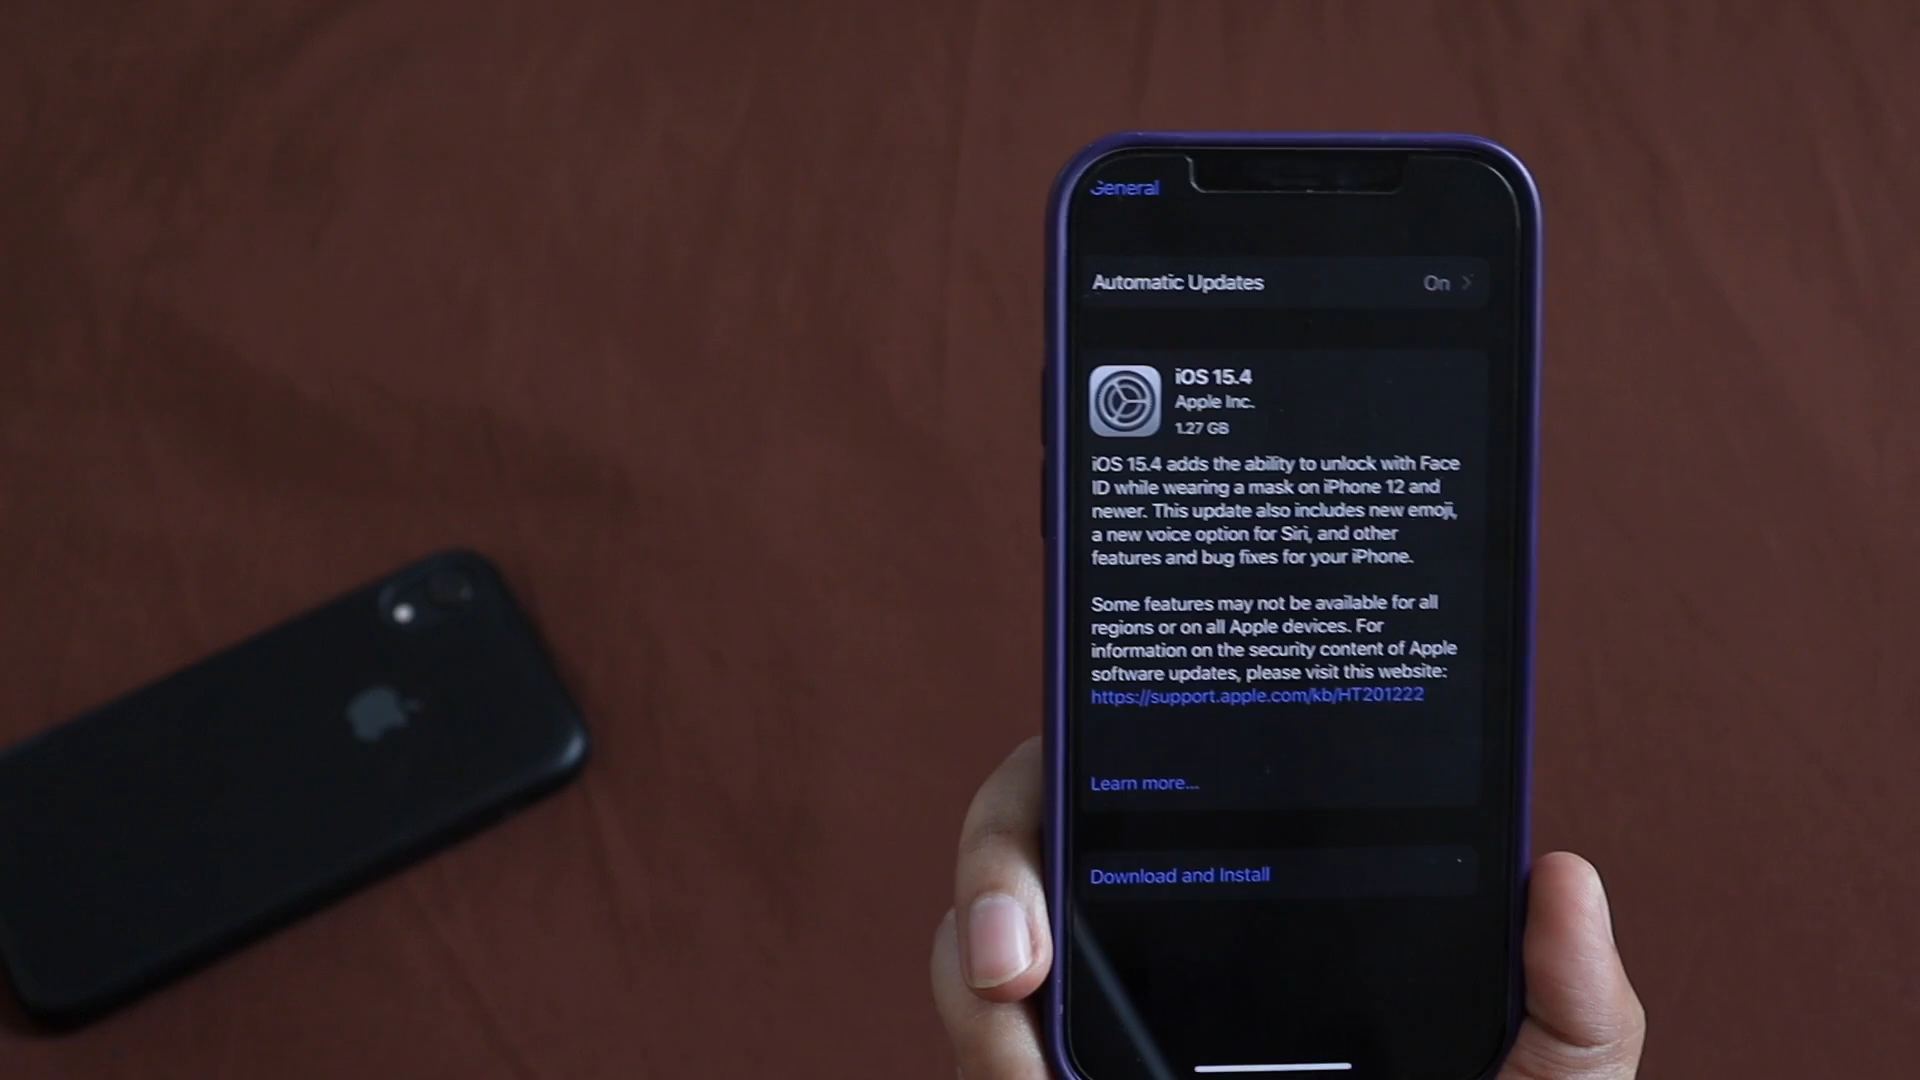 General
Automatic Updates On
iOS 15.4
Apple Inc.
1.27 GB
iOS 15.4 adds the ability to unlock with Face
ID while wearing a mask on iPhone 12 and
newer. This update also includes new emoji,
a new voice option for Siri, and other
features and bug fixes for your iPhone.
Some features may not be available for all
regions or on all Apple devices. For
information on the security content of Apple
software updates, please visit this website:
https://support.apple.com/kb/HT201222
Learn more...
Download and Install